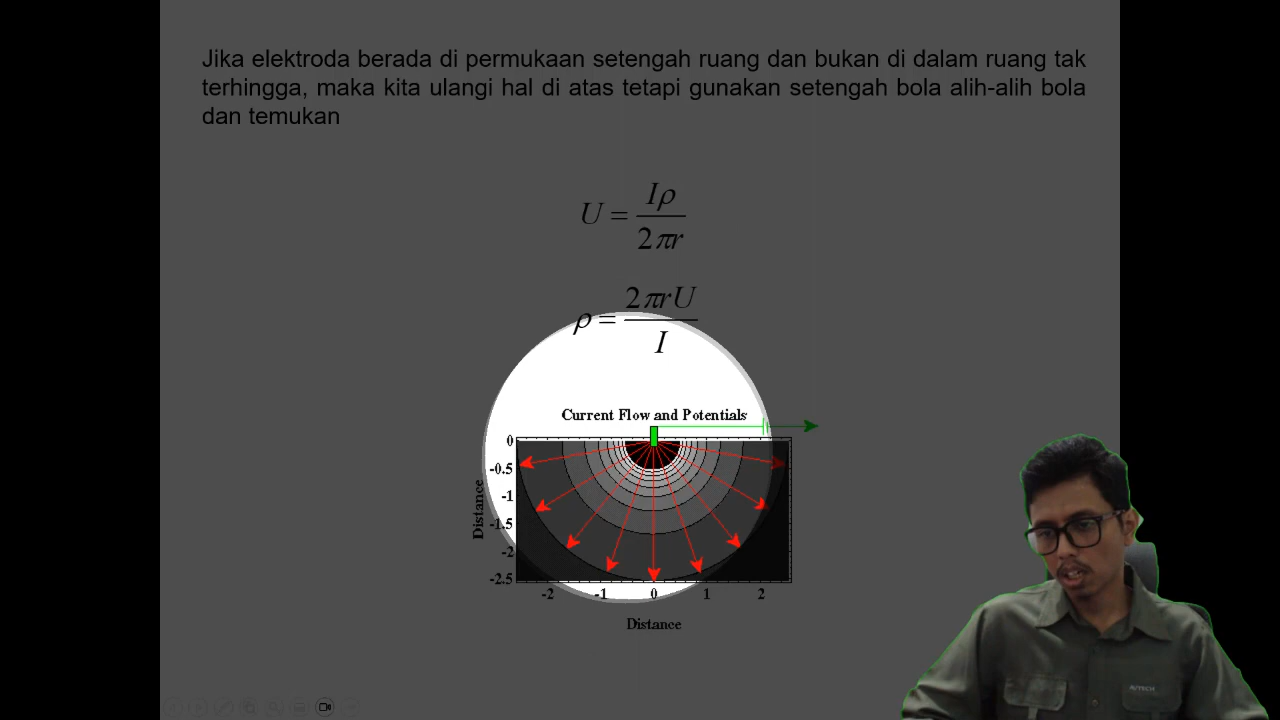 Jika elektroda berada di permukaan setengah ruang dan bukan di dalam ruang tak
terhingga, maka kita ulangi hal di atas tetapi gunakan setengah bola alih-alih bola
dan temukan
U = Iρ / 2πr
ρ = 2πrU / I
Current Flow and Potentials
0
-0.5
-1
-1.5
-2
-2.5
Distance
-2 -1 0 1 2
Distance